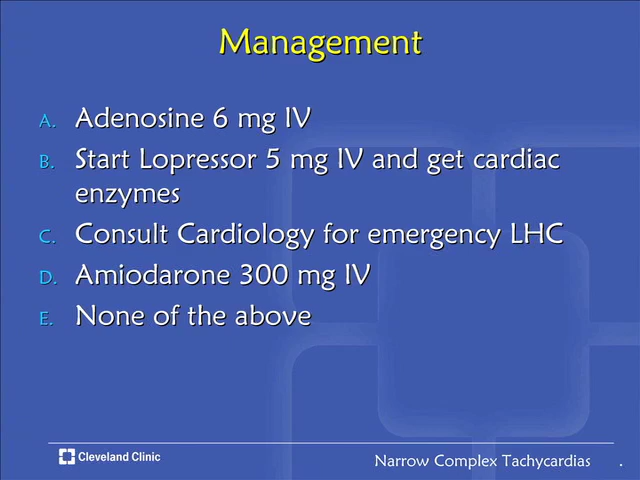 Management
A. Adenosine 6 mg IV
B. Start Lopressor 5 mg IV and get cardiac
enzymes
C. Consult Cardiology for emergency LHC
D. Amiodarone 300 mg IV
E. None of the above
Cleveland Clinic
Narrow Complex Tachycardias .